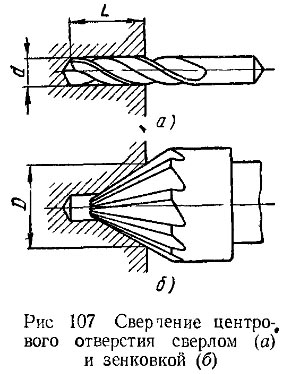 L
d
а)
D
б)
Рис 107 Сверление центро-
вого отверстия сверлом (а)
и зенковкой (б)